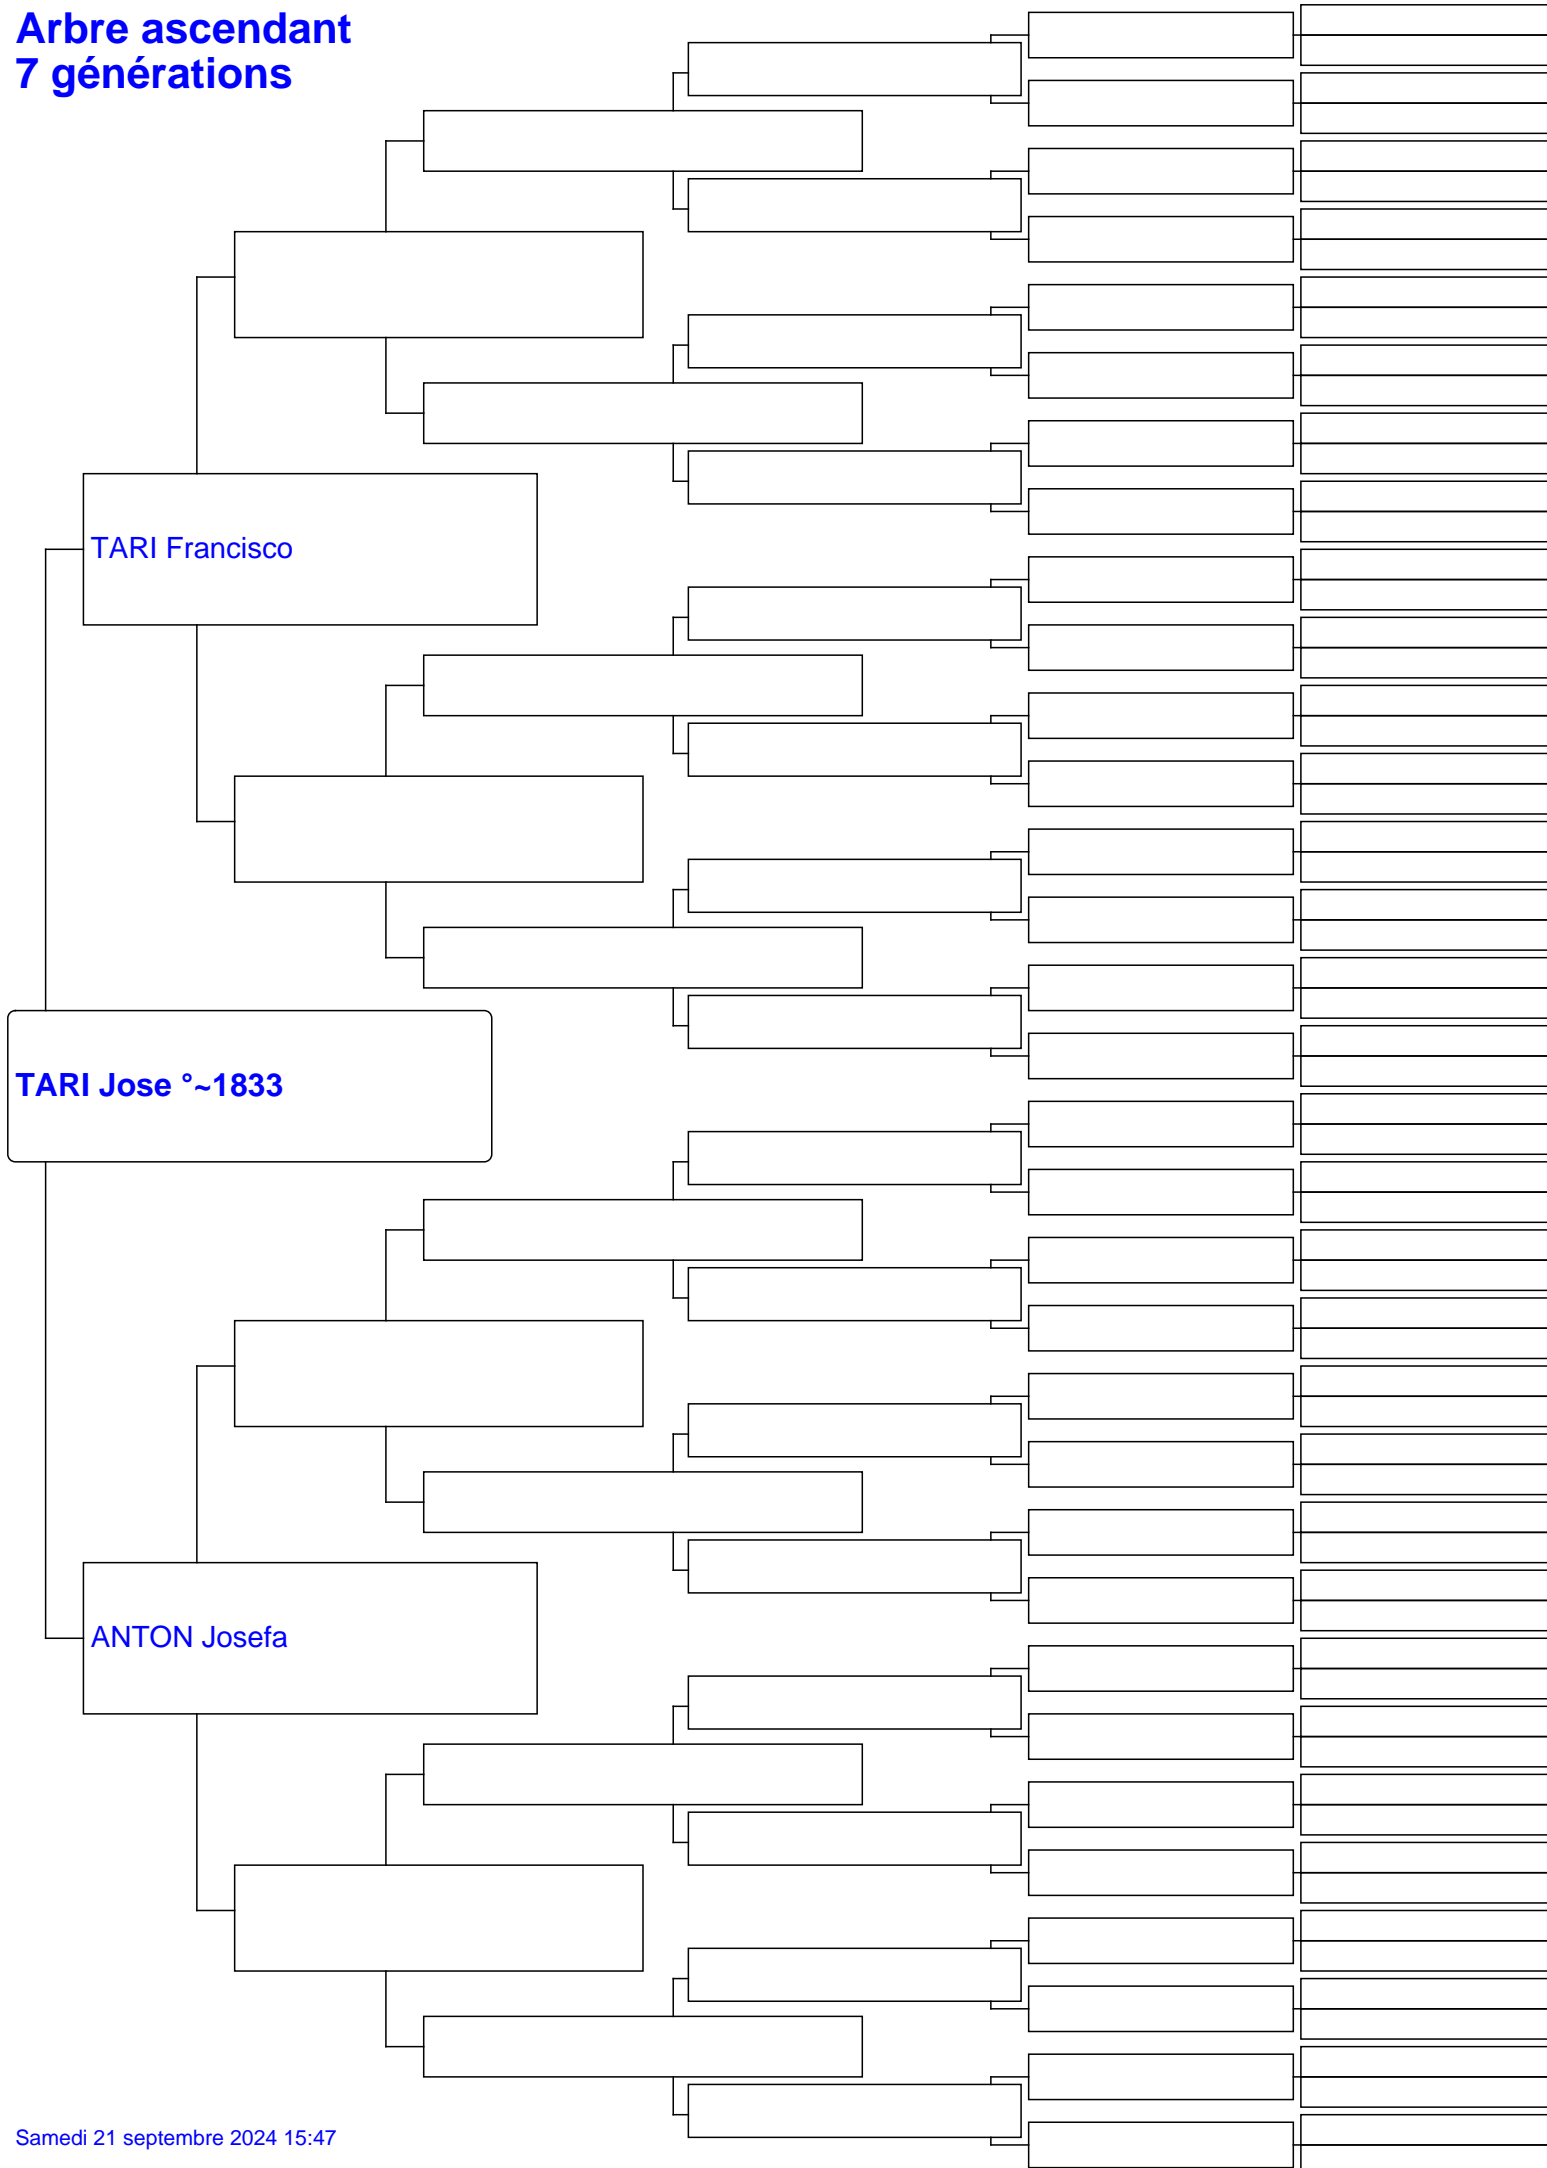 Arbre ascendant
7 générations
TARI Francisco
TARI Jose °~1833
ANTON Josefa
Samedi 21 septembre 2024 15:47